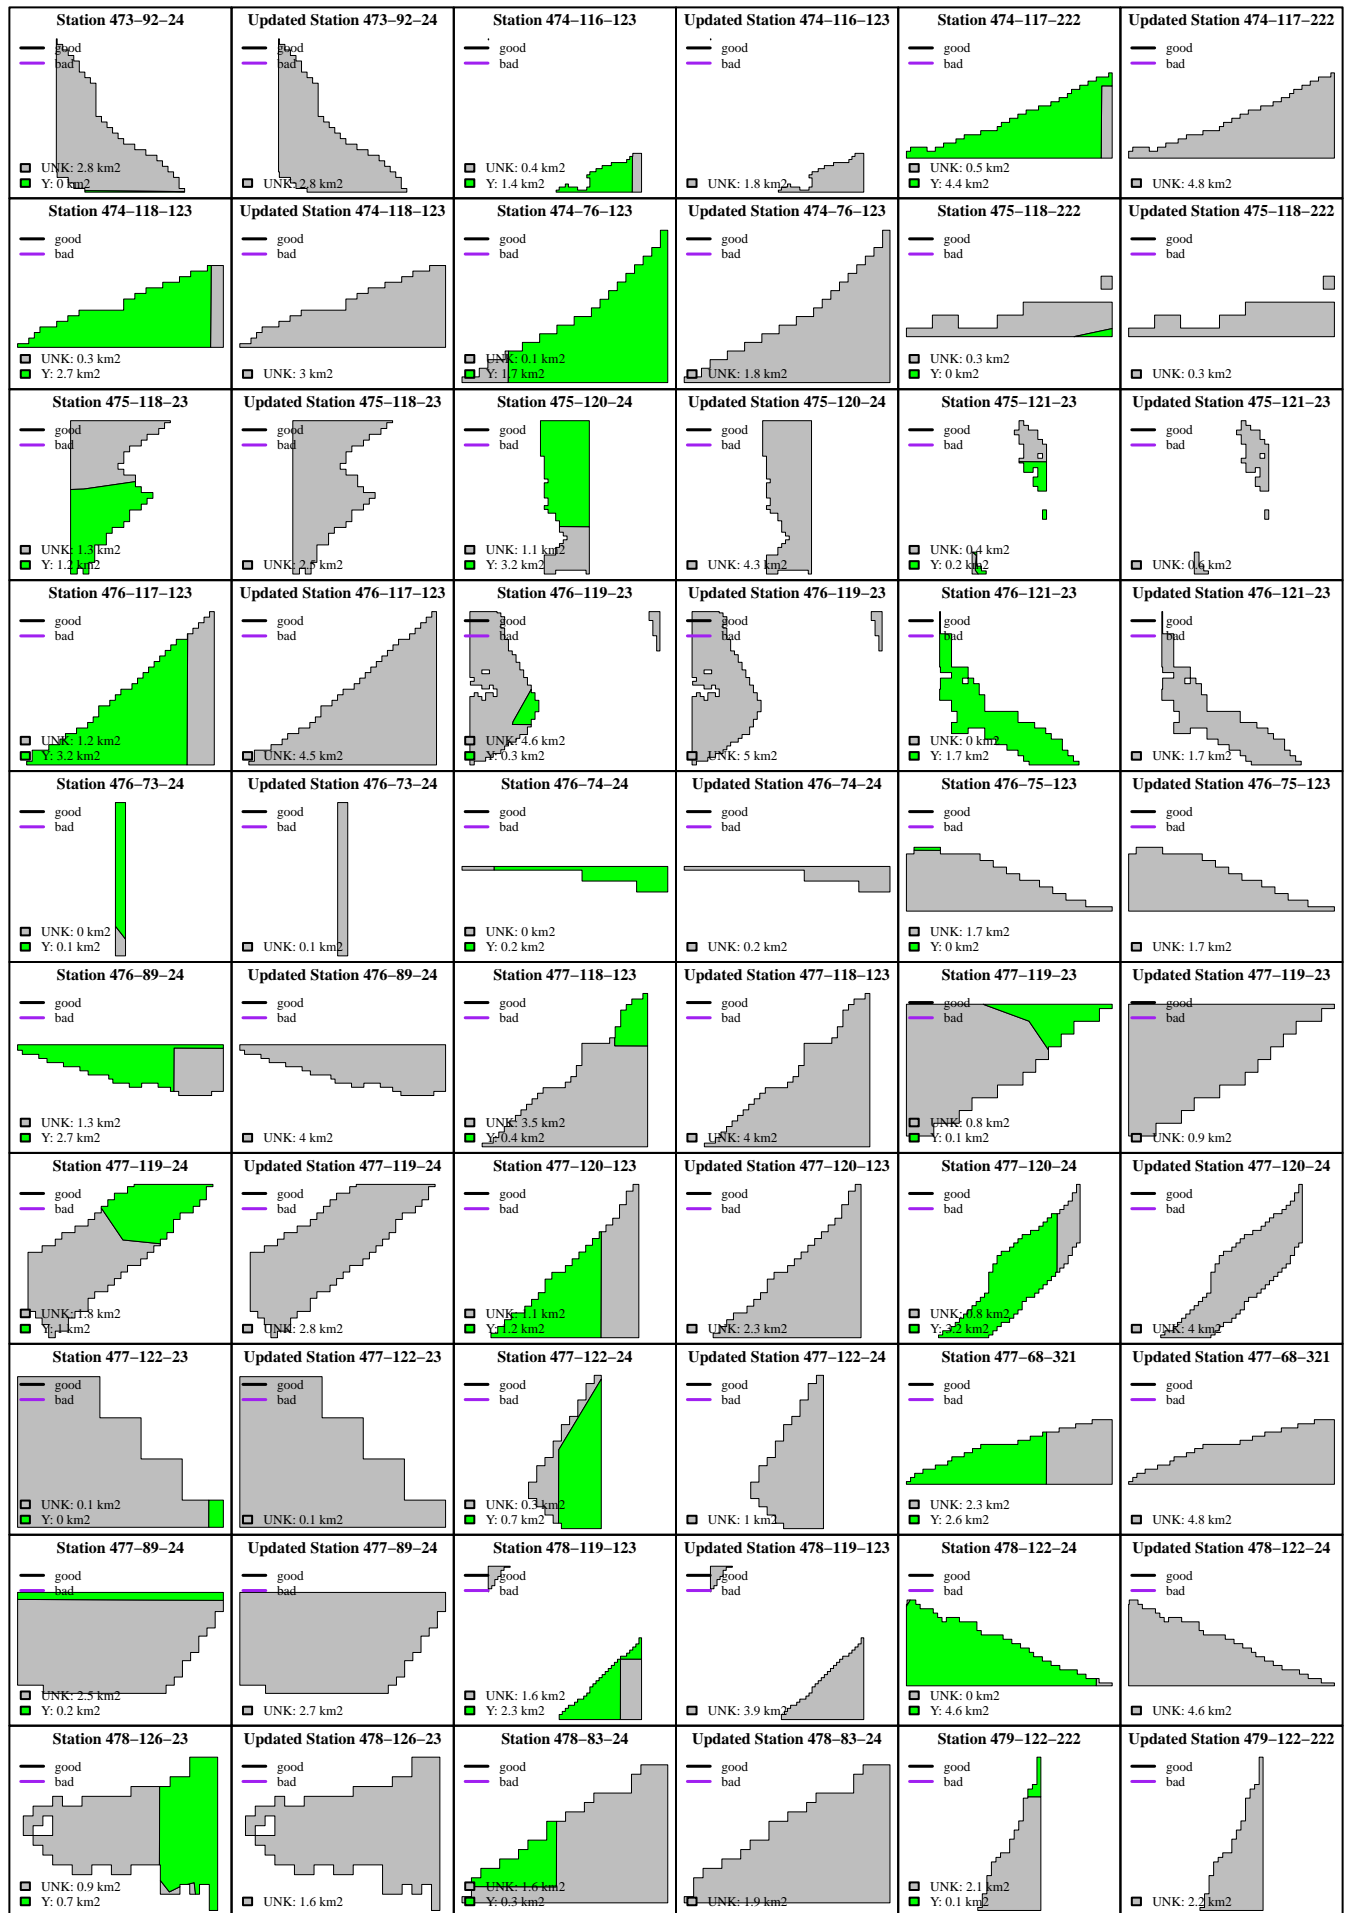 Station 473−92−24
good
bad
UNK: 2.8 km2
Y: 0 km2
Updated Station 473−92−24
good
bad
UNK: 2.8 km2
Station 474−116−123
good
bad
UNK: 0.4 km2
Y: 1.4 km2
Updated Station 474−116−123
good
bad
UNK: 1.8 km2
Station 474−117−222
good
bad
UNK: 0.5 km2
Y: 4.4 km2
Updated Station 474−117−222
good
bad
UNK: 4.8 km2
Station 474−118−123
good
bad
UNK: 0.3 km2
Y: 2.7 km2
Updated Station 474−118−123
good
bad
UNK: 3 km2
Station 474−76−123
good
bad
UNK: 0.1 km2
Y: 1.7 km2
Updated Station 474−76−123
good
bad
UNK: 1.8 km2
Station 475−118−222
good
bad
UNK: 0.3 km2
Y: 0 km2
Updated Station 475−118−222
good
bad
UNK: 0.3 km2
Station 475−118−23
good
bad
UNK: 1.3 km2
Y: 1.2 km2
Updated Station 475−118−23
good
bad
UNK: 2.5 km2
Station 475−120−24
good
bad
UNK: 1.1 km2
Y: 3.2 km2
Updated Station 475−120−24
good
bad
UNK: 4.3 km2
Station 475−121−23
good
bad
UNK: 0.4 km2
Y: 0.2 km2
Updated Station 475−121−23
good
bad
UNK: 0.6 km2
Station 476−117−123
good
bad
UNK: 1.2 km2
Y: 3.2 km2
Updated Station 476−117−123
good
bad
UNK: 4.5 km2
Station 476−119−23
good
bad
UNK: 4.6 km2
Y: 0.3 km2
Updated Station 476−119−23
good
bad
UNK: 5 km2
Station 476−121−23
good
bad
UNK: 0 km2
Y: 1.7 km2
Updated Station 476−121−23
good
bad
UNK: 1.7 km2
Station 476−73−24
good
bad
UNK: 0 km2
Y: 0.1 km2
Updated Station 476−73−24
good
bad
UNK: 0.1 km2
Station 476−74−24
good
bad
UNK: 0 km2
Y: 0.2 km2
Updated Station 476−74−24
good
bad
UNK: 0.2 km2
Station 476−75−123
good
bad
UNK: 1.7 km2
Y: 0 km2
Updated Station 476−75−123
good
bad
UNK: 1.7 km2
Station 476−89−24
good
bad
UNK: 1.3 km2
Y: 2.7 km2
Updated Station 476−89−24
good
bad
UNK: 4 km2
Station 477−118−123
good
bad
UNK: 3.5 km2
Y: 0.4 km2
Updated Station 477−118−123
good
bad
UNK: 4 km2
Station 477−119−23
good
bad
UNK: 0.8 km2
Y: 0.1 km2
Updated Station 477−119−23
good
bad
UNK: 0.9 km2
Station 477−119−24
good
bad
UNK: 1.8 km2
Y: 1 km2
Updated Station 477−119−24
good
bad
UNK: 2.8 km2
Station 477−120−123
good
bad
UNK: 1.1 km2
Y: 1.2 km2
Updated Station 477−120−123
good
bad
UNK: 2.3 km2
Station 477−120−24
good
bad
UNK: 0.8 km2
Y: 3.2 km2
Updated Station 477−120−24
good
bad
UNK: 4 km2
Station 477−122−23
good
bad
UNK: 0.1 km2
Y: 0 km2
Updated Station 477−122−23
good
bad
UNK: 0.1 km2
Station 477−122−24
good
bad
UNK: 0.3 km2
Y: 0.7 km2
Updated Station 477−122−24
good
bad
UNK: 1 km2
Station 477−68−321
good
bad
UNK: 2.3 km2
Y: 2.6 km2
Updated Station 477−68−321
good
bad
UNK: 4.8 km2
Station 477−89−24
good
bad
UNK: 2.5 km2
Y: 0.2 km2
Updated Station 477−89−24
good
bad
UNK: 2.7 km2
Station 478−119−123
good
bad
UNK: 1.6 km2
Y: 2.3 km2
Updated Station 478−119−123
good
bad
UNK: 3.9 km2
Station 478−122−24
good
bad
UNK: 0 km2
Y: 4.6 km2
Updated Station 478−122−24
good
bad
UNK: 4.6 km2
Station 478−126−23
good
bad
UNK: 0.9 km2
Y: 0.7 km2
Updated Station 478−126−23
good
bad
UNK: 1.6 km2
Station 478−83−24
good
bad
UNK: 1.6 km2
Y: 0.3 km2
Updated Station 478−83−24
good
bad
UNK: 1.9 km2
Station 479−122−222
good
bad
UNK: 2.1 km2
Y: 0.1 km2
Updated Station 479−122−222
good
bad
UNK: 2.2 km2